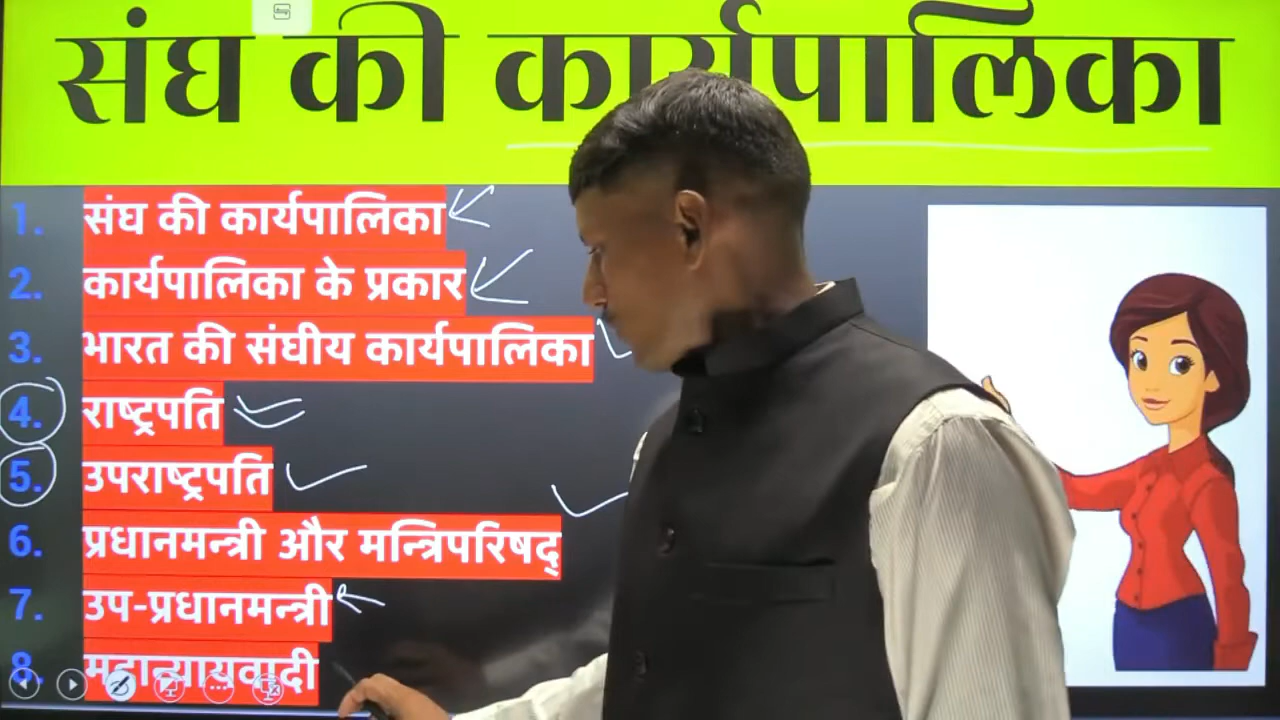 संघ की कार्यपालिका
1. संघ की कार्यपालिका
2. कार्यपालिका के प्रकार
3. भारत की संघीय कार्यपालिका
4. राष्ट्रपति
5. उपराष्ट्रपति
6. प्रधानमन्त्री और मन्त्रिपरिषद्
7. उप-प्रधानमन्त्री
8. महान्यायवादी